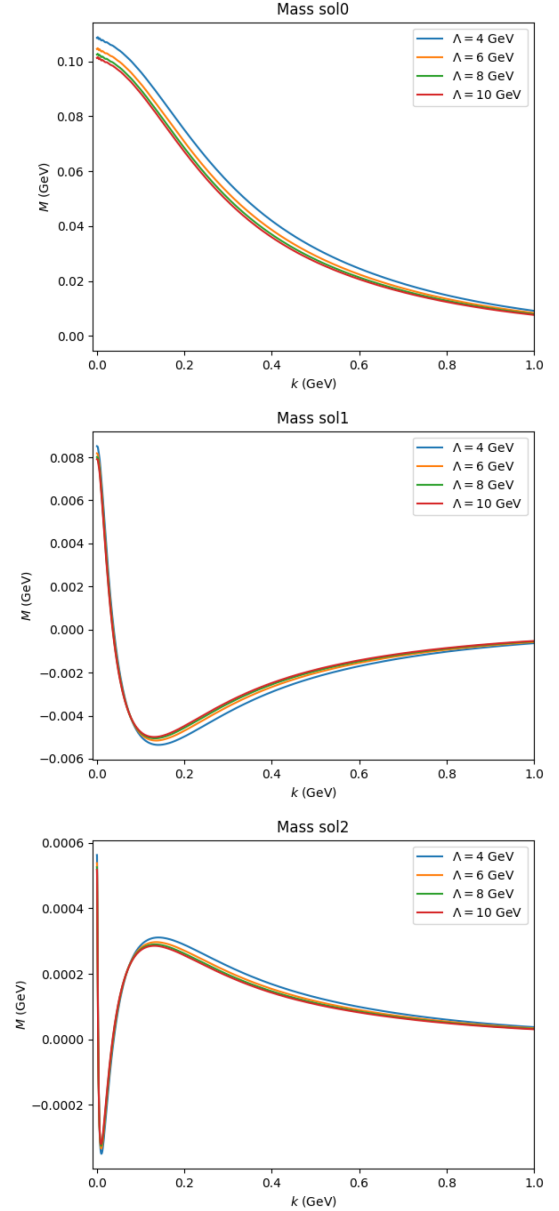 Mass sol0
M (GeV)
0.10
0.08
0.06
0.04
0.02
0.00
Λ = 4 GeV
Λ = 6 GeV
Λ = 8 GeV
Λ = 10 GeV
0.0 0.2 0.4 0.6 0.8 1.0
k (GeV)
Mass sol1
M (GeV)
0.008
0.006
0.004
0.002
0.000
−0.002
−0.004
−0.006
Λ = 4 GeV
Λ = 6 GeV
Λ = 8 GeV
Λ = 10 GeV
0.0 0.2 0.4 0.6 0.8 1.0
k (GeV)
Mass sol2
M (GeV)
0.0006
0.0004
0.0002
0.0000
−0.0002
Λ = 4 GeV
Λ = 6 GeV
Λ = 8 GeV
Λ = 10 GeV
0.0 0.2 0.4 0.6 0.8 1.0
k (GeV)